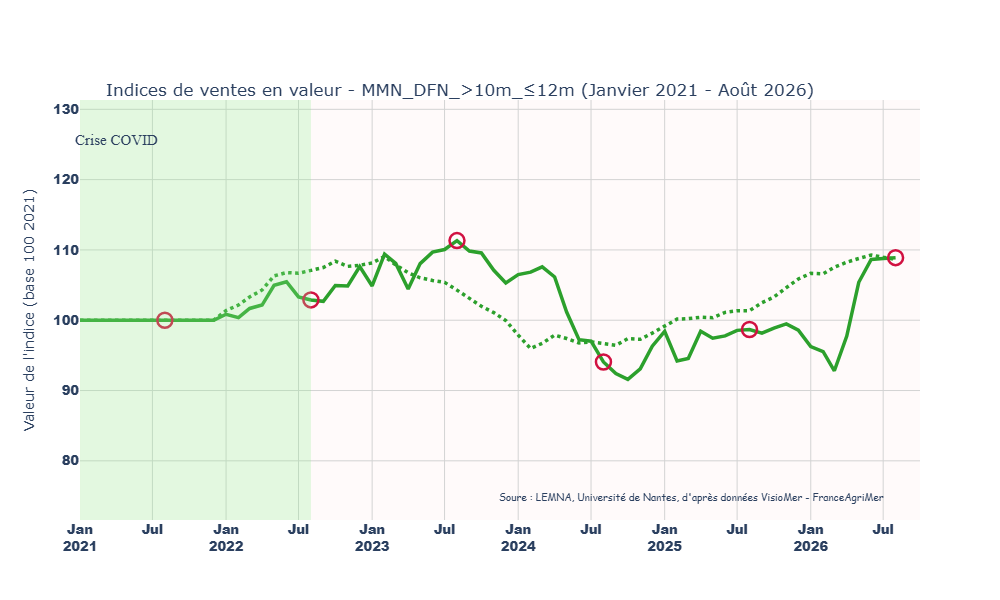 Indices de ventes en valeur - MMN_DFN_>10m_≤12m (Janvier 2021 - Août 2026)
Valeur de l'Indice (base 100 2021)
130
120
110
100
90
80
Crise COVID
Soure : LEMNA, Université de Nantes, d'après données VisioMer - FranceAgriMer
Jan Jul Jan Jul Jan Jul Jan Jul Jan Jul Jan Jul
2021 2022 2023 2024 2025 2026